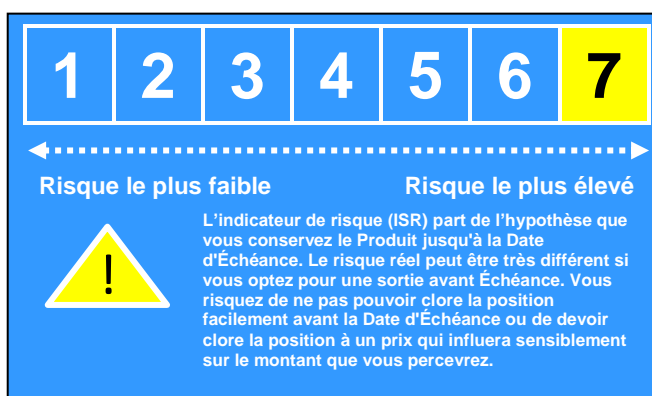 1 2 3 4 5 6 7
Risque le plus faible Risque le plus élevé
L’indicateur de risque (ISR) part de l’hypothèse que
vous conservez le Produit jusqu'à la Date
d'Échéance. Le risque réel peut être très différent si
vous optez pour une sortie avant Échéance. Vous
risquez de ne pas pouvoir clore la position
facilement avant la Date d'Échéance ou de devoir
clore la position à un prix qui influera sensiblement
sur le montant que vous percevrez.
!